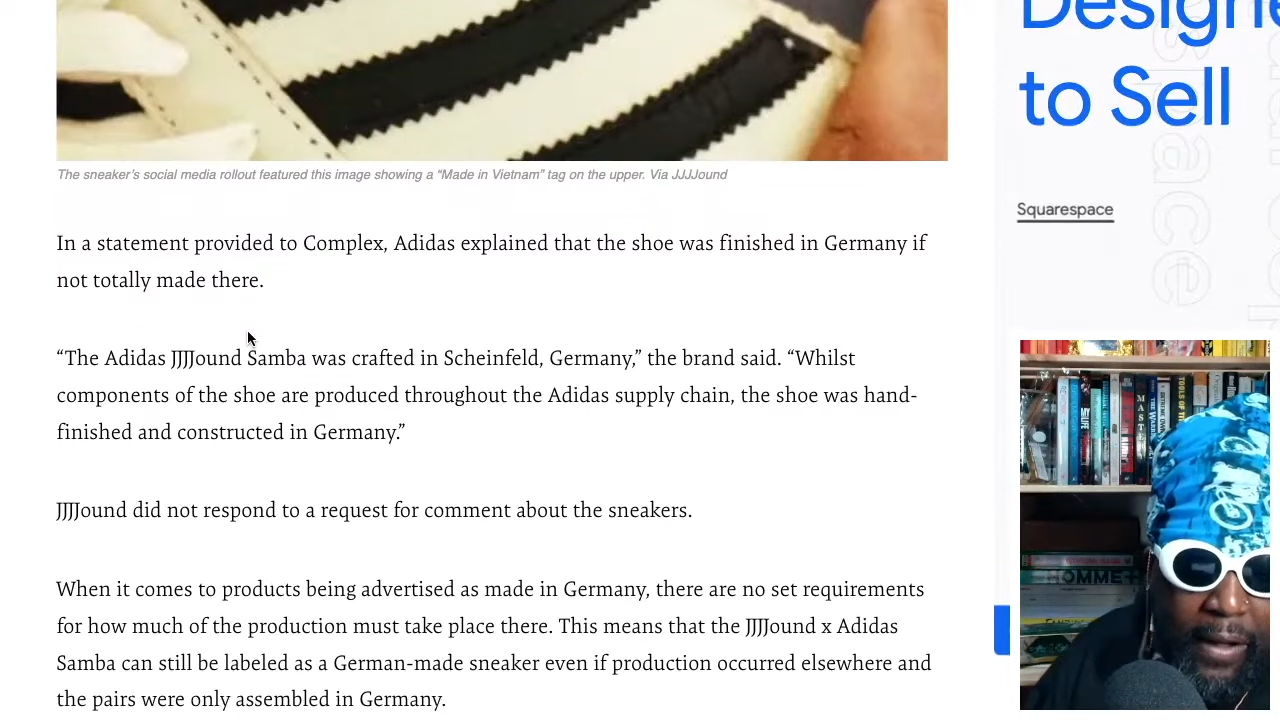 Designe
to Sell
The sneaker's social media rollout featured this image showing a “Made in Vietnam” tag on the upper. Via JJJJound
Squarespace
In a statement provided to Complex, Adidas explained that the shoe was finished in Germany if
not totally made there.
“The Adidas JJJJound Samba was crafted in Scheinfeld, Germany,” the brand said. “Whilst
components of the shoe are produced throughout the Adidas supply chain, the shoe was hand-
finished and constructed in Germany.”
JJJJound did not respond to a request for comment about the sneakers.
When it comes to products being advertised as made in Germany, there are no set requirements
for how much of the production must take place there. This means that the JJJJound x Adidas
Samba can still be labeled as a German-made sneaker even if production occurred elsewhere and
the pairs were only assembled in Germany.
HOMME+